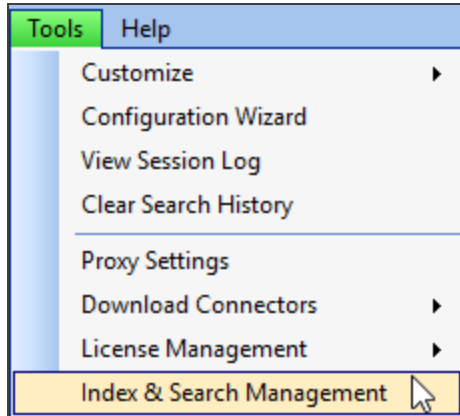 Tools Help
Customize
Configuration Wizard
View Session Log
Clear Search History
Proxy Settings
Download Connectors
License Management
Index & Search Management